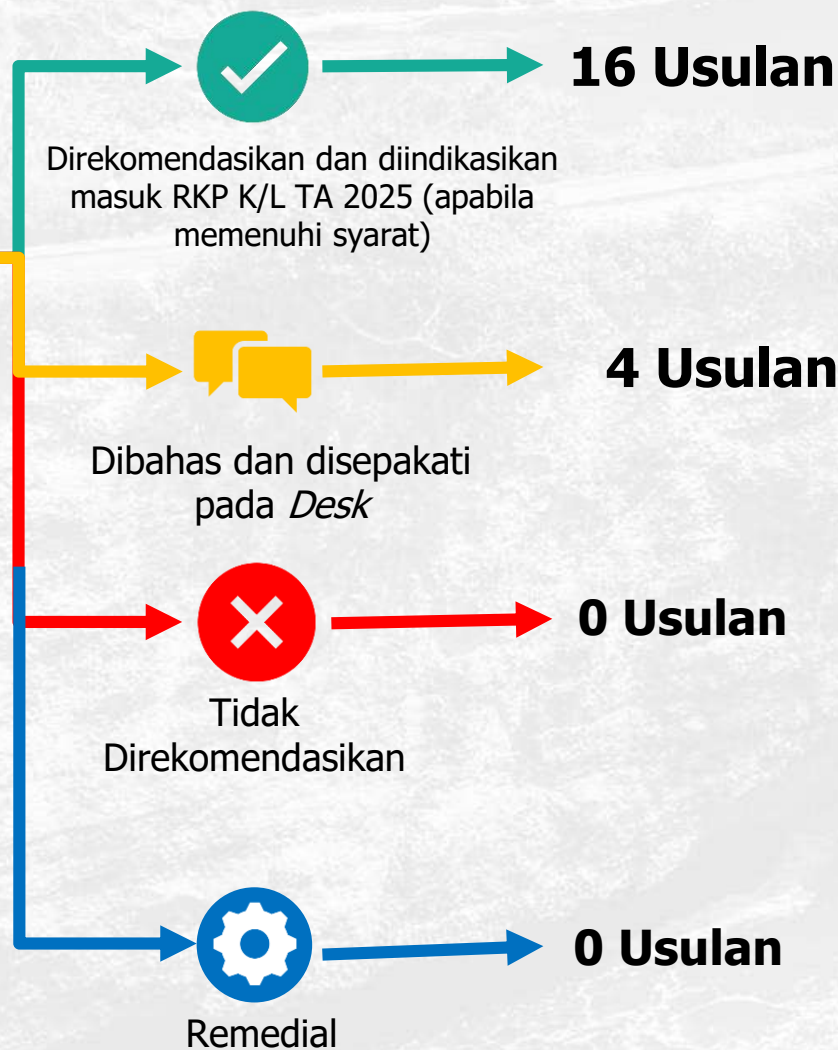 16 Usulan
Direkomendasikan dan diindikasikan
masuk RKP K/L TA 2025 (apabila
memenuhi syarat)
4 Usulan
Dibahas dan disepakati
pada Desk
0 Usulan
Tidak
Direkomendasikan
0 Usulan
Remedial